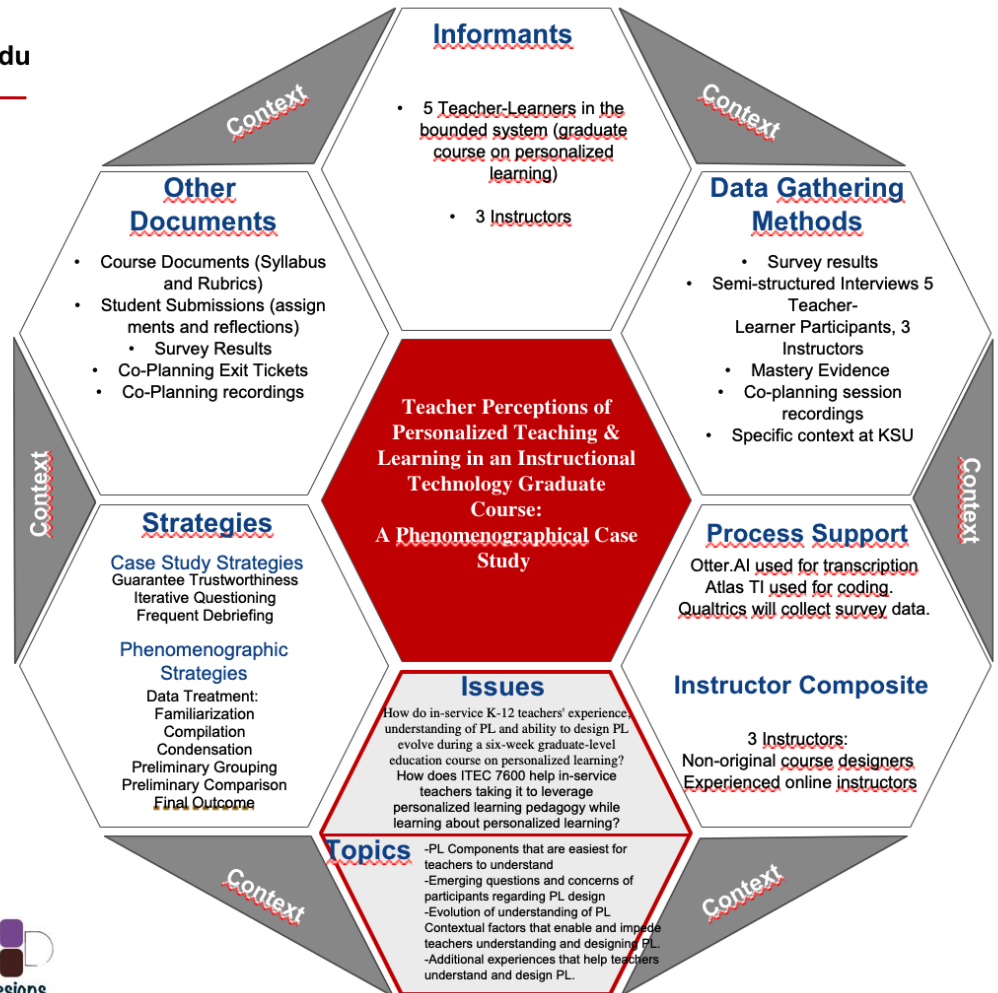 du
Informants
• 5 Teacher-Learners in the
bounded system (graduate
course on personalized
learning)
• 3 Instructors
Context
Context
Other
Documents
• Course Documents (Syllabus
and Rubrics)
• Student Submissions (assign
ments and reflections)
• Survey Results
• Co-Planning Exit Tickets
• Co-Planning recordings
Data Gathering
Methods
• Survey results
• Semi-structured Interviews 5
Teacher-
Learner Participants, 3
Instructors
• Mastery Evidence
• Co-planning session
recordings
• Specific context at KSU
Context
Teacher Perceptions of
Personalized Teaching &
Learning in an Instructional
Technology Graduate
Course:
A Phenomenographical Case
Study
Context
Strategies
Case Study Strategies
Guarantee Trustworthiness
Iterative Questioning
Frequent Debriefing
Phenomenographic
Strategies
Data Treatment:
Familiarization
Compilation
Condensation
Preliminary Grouping
Preliminary Comparison
Final Outcome
Process Support
Otter.AI used for transcription
Atlas TI used for coding.
Qualtrics will collect survey data.
Instructor Composite
3 Instructors:
Non-original course designers
Experienced online instructors
Issues
How do in-service K-12 teachers' experience,
understanding of PL and ability to design PL
evolve during a six-week graduate-level
education course on personalized learning?
How does ITEC 7600 help in-service
teachers taking it to leverage
personalized learning pedagogy while
learning about personalized learning?
Topics
-PL Components that are easiest for
teachers to understand
-Emerging questions and concerns of
participants regarding PL design
-Evolution of understanding of PL
Contextual factors that enable and impede
teachers understanding and designing PL.
-Additional experiences that help teachers
understand and design PL.
Context
Context